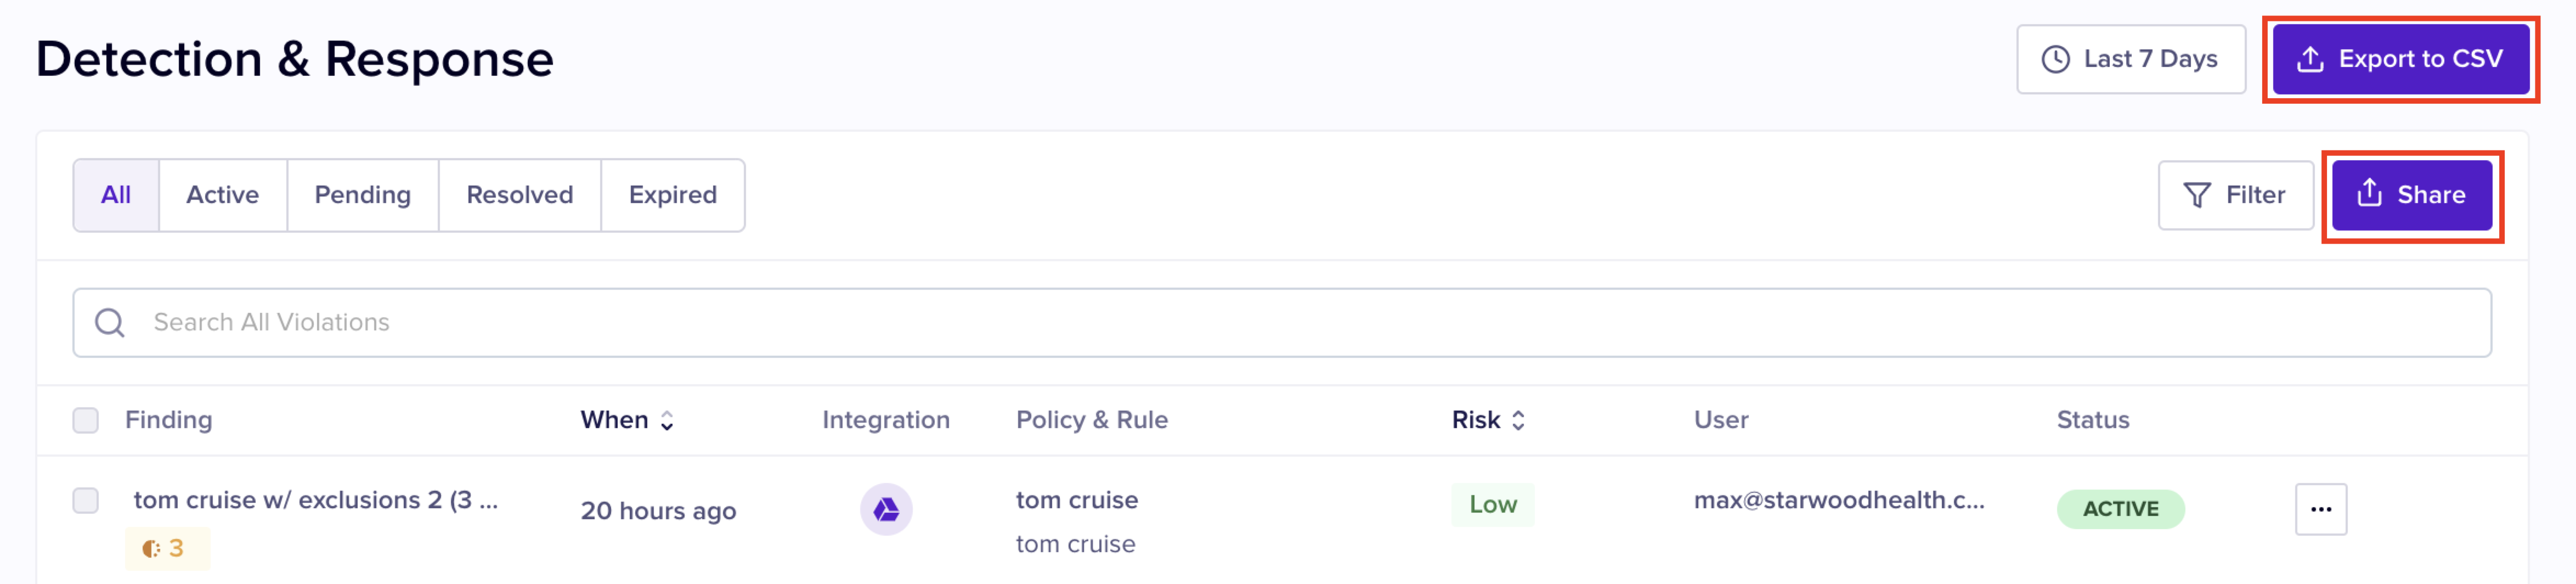 Detection & Response
Last 7 Days
Export to CSV
All
Active
Pending
Resolved
Expired
Filter
Share
Search All Violations
Finding
When
Integration
Policy & Rule
Risk
User
Status
tom cruise w/ exclusions 2 (3 ...
3
20 hours ago
tom cruise
tom cruise
Low
max@starwoodhealth.c...
ACTIVE
...